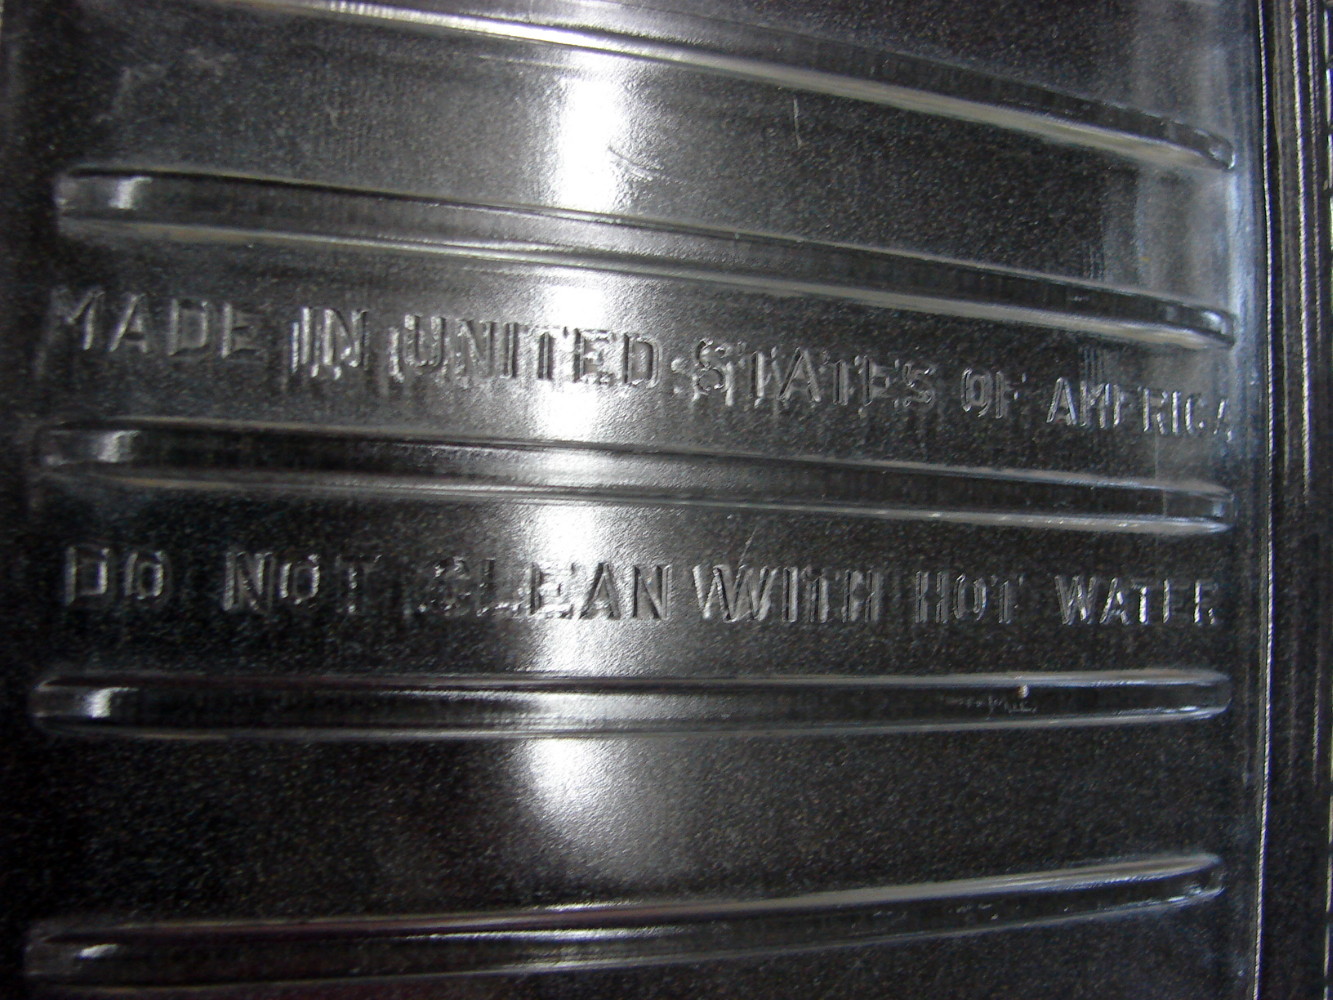 MADE IN UNITED STATES OF AMERICA
DO NOT CLEAN WITH HOT WATER